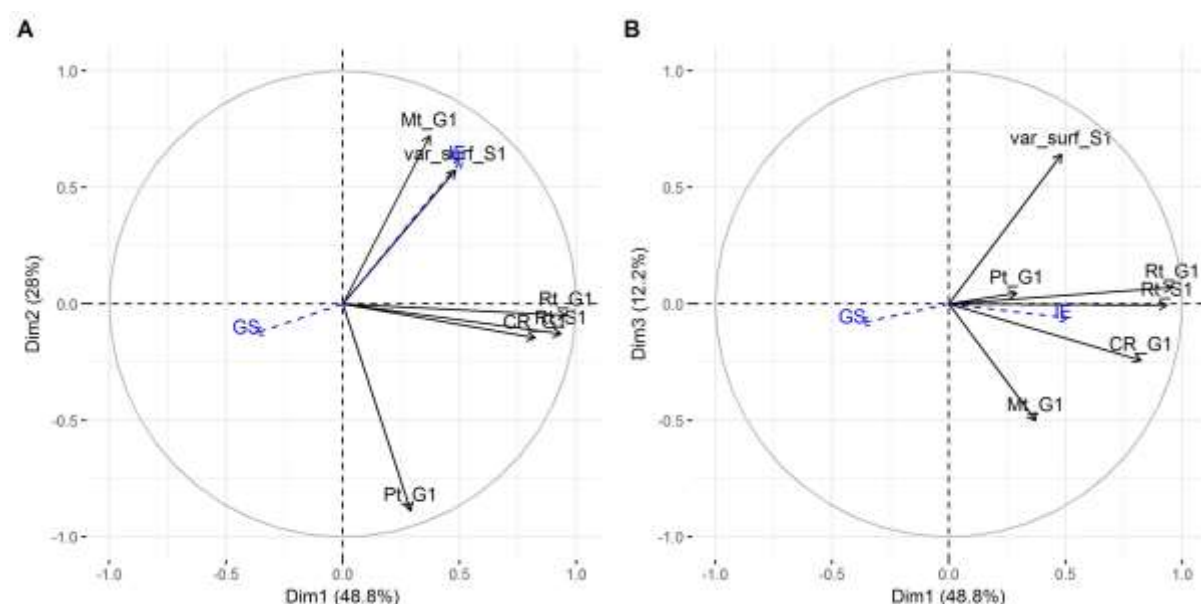 A
1.0
0.5
0.0
-0.5
-1.0
Dim2 (28%)
Mt_G1
var_surf_S1
IF
Rt_G1
Rt_S1
GS
Pt_G1
-1.0 -0.5 0.0 0.5 1.0
Dim1 (48.8%)
B
1.0
0.5
0.0
-0.5
-1.0
Dim3 (12.2%)
var_surf_S1
Pt_G1
Rt_G1
Rt_S1
GS
IF
CR_G1
Mt_G1
-1.0 -0.5 0.0 0.5 1.0
Dim1 (48.8%)